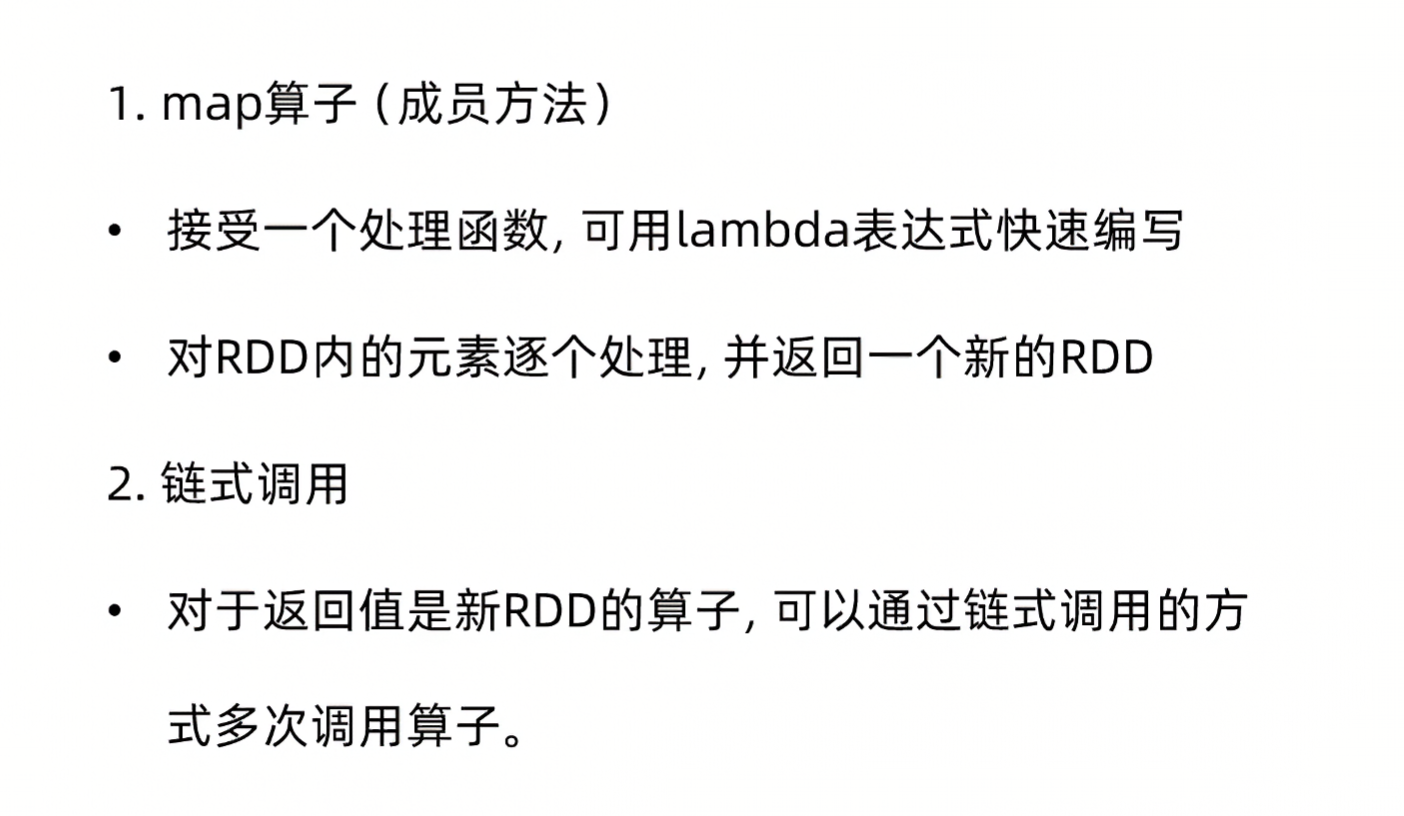 1. map算子（成员方法）
• 接受一个处理函数, 可用lambda表达式快速编写
• 对RDD内的元素逐个处理, 并返回一个新的RDD
2. 链式调用
• 对于返回值是新RDD的算子, 可以通过链式调用的方
式多次调用算子。